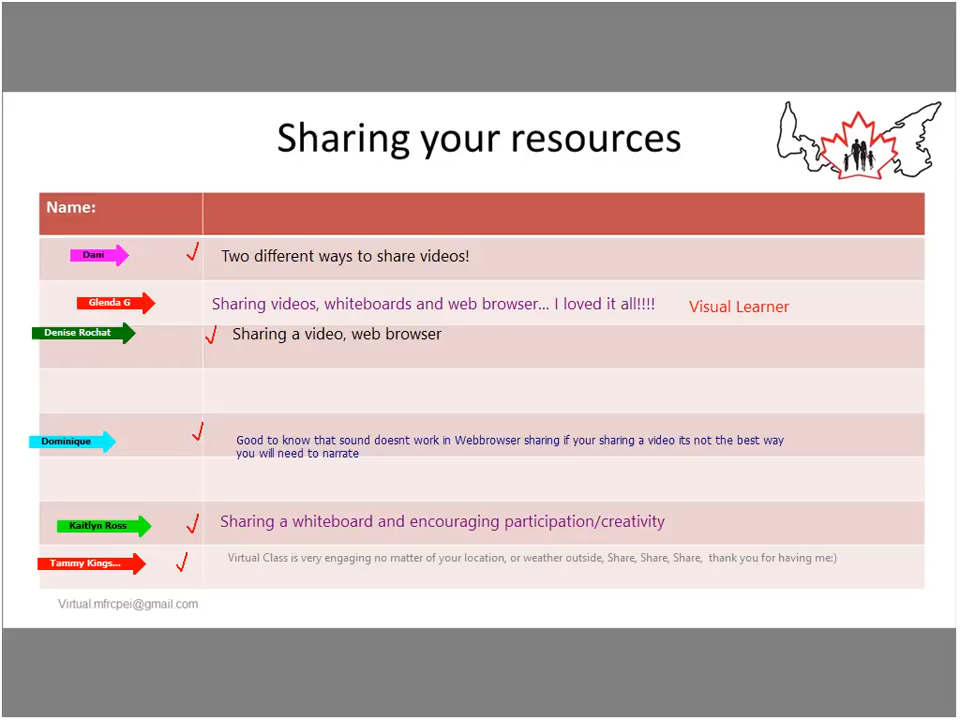 Sharing your resources
Name:
Dani
Two different ways to share videos!
Glenda G
Sharing videos, whiteboards and web browser... I loved it all!!!!
Visual Learner
Denise Rochat
Sharing a video, web browser
Dominique
Good to know that sound doesnt work in Webbrowser sharing if your sharing a video its not the best way
you will need to narrate
Kaitlyn Ross
Sharing a whiteboard and encouraging participation/creativity
Tammy Kings...
Virtual Class is very engaging no matter of your location, or weather outside, Share, Share, Share, thank you for having me:)
Virtual.mfrcpei@gmail.com